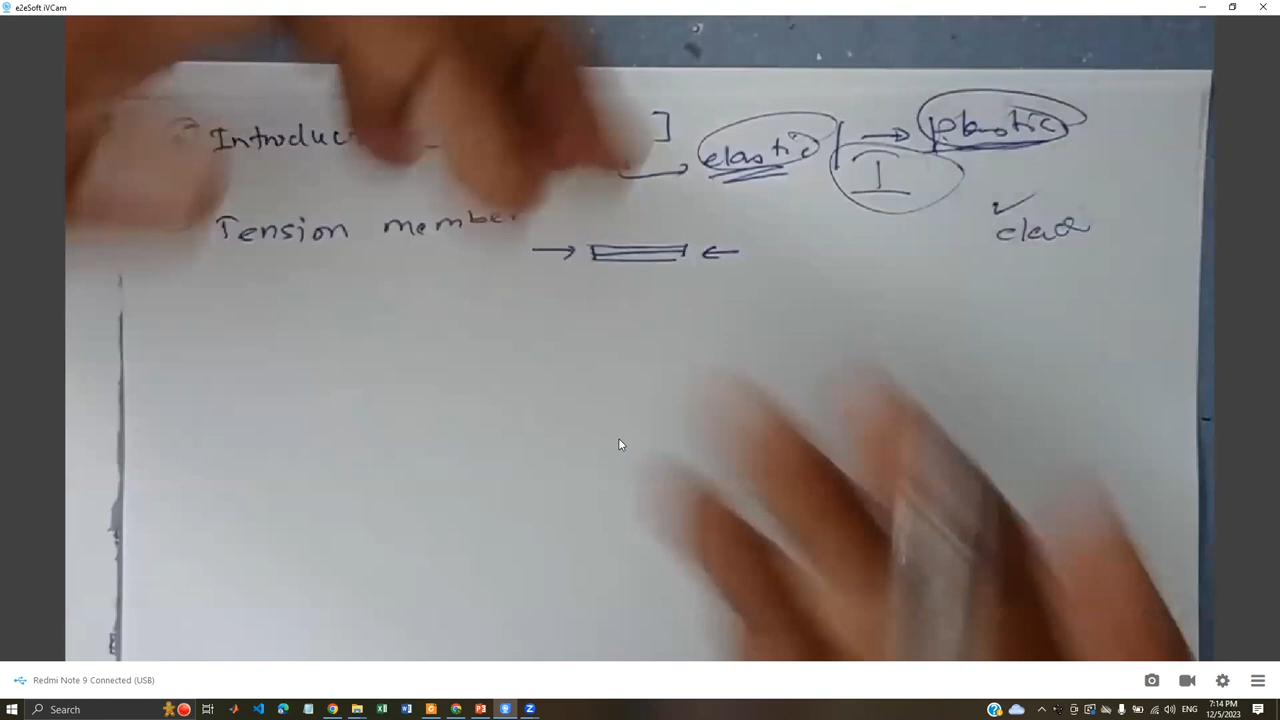 e2eSoft iVCam
Introduc ]
elastic → plastic
I
Tension member
class
Redmi Note 9 Connected (USB)
Search
ENG
7:14 PM
12/5/2023